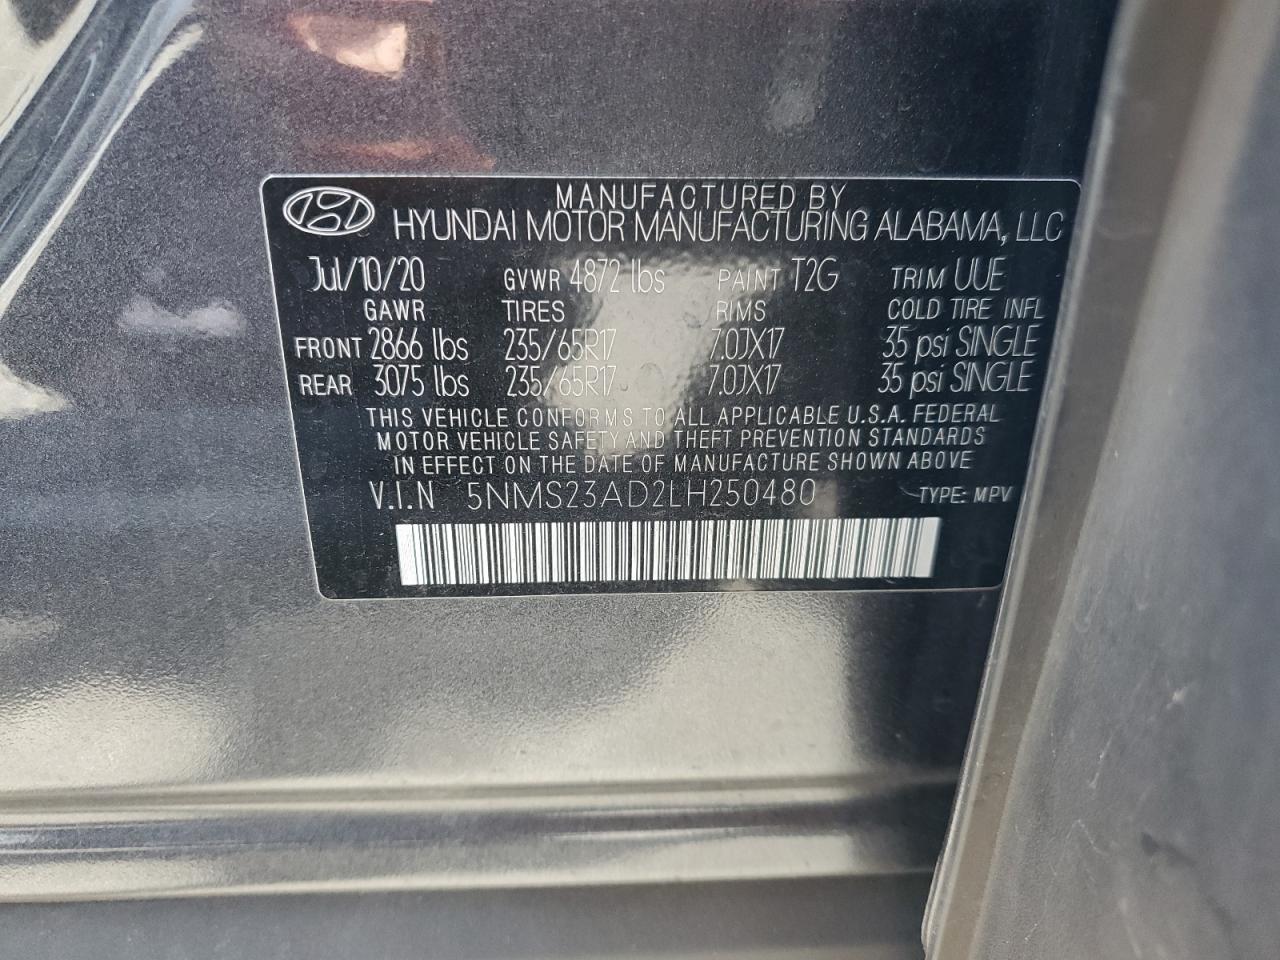 MANUFACTURED BY
HYUNDAI MOTOR MANUFACTURING ALABAMA, LLC
Jul/10/20 GVWR 4872 lbs PAINT T2G TRIM UUE
GAWR TIRES RIMS COLD TIRE INFL
FRONT 2866 lbs 235/65R17 7.0JX17 35 psi SINGLE
REAR 3075 lbs 235/65R17 7.0JX17 35 psi SINGLE
THIS VEHICLE CONFORMS TO ALL APPLICABLE U.S.A. FEDERAL
MOTOR VEHICLE SAFETY AND THEFT PREVENTION STANDARDS
IN EFFECT ON THE DATE OF MANUFACTURE SHOWN ABOVE
V.I.N 5NMS23AD2LH250480 TYPE: MPV